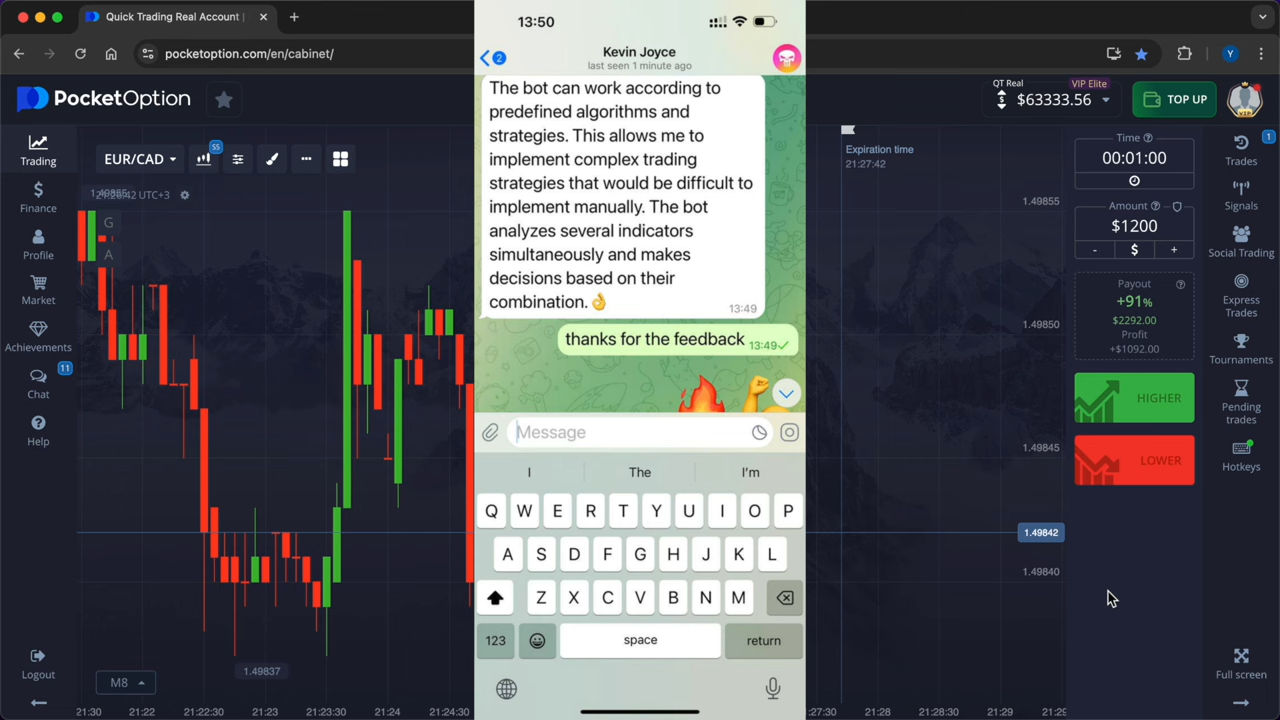 Quick Trading Real Account |
pocketoption.com/en/cabinet/
Y
PocketOption
QT Real
VIP Elite
$63333.56
TOP UP
VIP
Trading
Finance
Profile
Market
Achievements
Chat
11
Help
Logout
EUR/CAD
55
UTC+3
G
A
1.49837
M8
21:30
21:22
21:22:30
21:23
21:23:30
21:24
21:24:30
13:50
2
Kevin Joyce
last seen 1 minute ago
The bot can work according to
predefined algorithms and
strategies. This allows me to
implement complex trading
strategies that would be difficult to
implement manually. The bot
analyzes several indicators
simultaneously and makes
decisions based on their
combination.👌
13:49
thanks for the feedback
13:49
Message
I The I'm
Q W E R T Y U I O P
A S D F G H J K L
Z X C V B N M
123 space return
Expiration time
21:27:42
1.49855
1.49850
1.49845
1.49842
1.49840
27:30
21:28
21:28:30
21:29
Time
00:01:00
Amount
$1200
- $ +
Payout
+91%
$2292.00
Profit
+$1092.00
HIGHER
LOWER
1
Trades
Signals
Social Trading
Express
Trades
Tournaments
Pending
trades
Hotkeys
Full screen